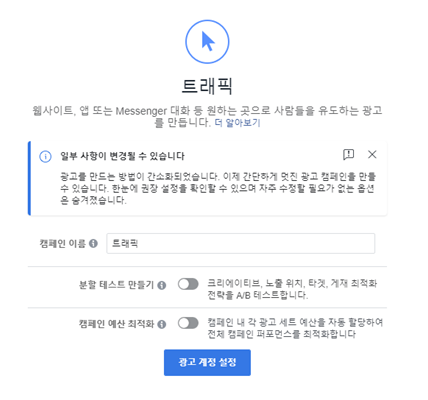 트래픽
웹사이트, 앱 또는 Messenger 대화 등 원하는 곳으로 사람들을 유도하는 광고
를 만듭니다. 더 알아보기
일부 사항이 변경될 수 있습니다
광고를 만드는 방법이 간소화되었습니다. 이제 간단하게 멋진 광고 캠페인을 만들
수 있습니다. 한눈에 권장 설정을 확인할 수 있으며 자주 수정할 필요가 없는 옵션
은 숨겨졌습니다.
캠페인 이름 트래픽
분할 테스트 만들기 크리에이티브, 노출 위치, 타겟, 게재 최적화
전략을 A/B 테스트합니다.
캠페인 예산 최적화 캠페인 내 각 광고 세트 예산을 자동 할당하여
전체 캠페인 퍼포먼스를 최적화합니다
광고 계정 설정